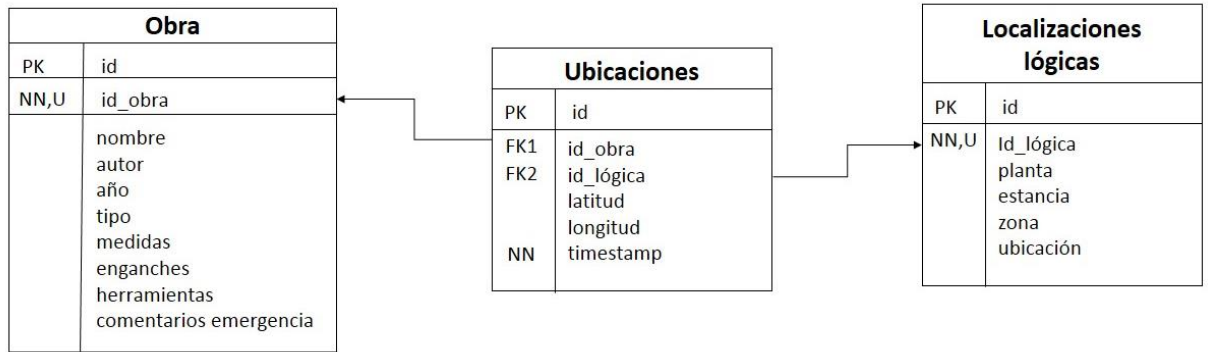 Obra
PK id
NN,U id_obra
nombre
autor
año
tipo
medidas
enganches
herramientas
comentarios emergencia
Ubicaciones
PK id
FK1 id_obra
FK2 id_lógica
latitud
longitud
NN timestamp
Localizaciones
lógicas
PK id
NN,U Id_lógica
planta
estancia
zona
ubicación